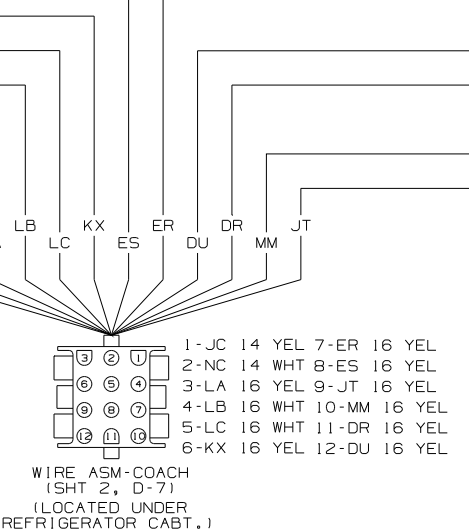 LB KX ER DR JT
LC ES DU MM
1-JC 14 YEL 7-ER 16 YEL
2-NC 14 WHT 8-ES 16 YEL
3-LA 16 YEL 9-JT 16 YEL
4-LB 16 WHT 10-MM 16 YEL
5-LC 16 WHT 11-DR 16 YEL
6-KX 16 YEL 12-DU 16 YEL
3 2 1
6 5 4
9 8 7
12 11 10
WIRE ASM-COACH
(SHT 2, D-7)
(LOCATED UNDER
REFRIGERATOR CABT.)